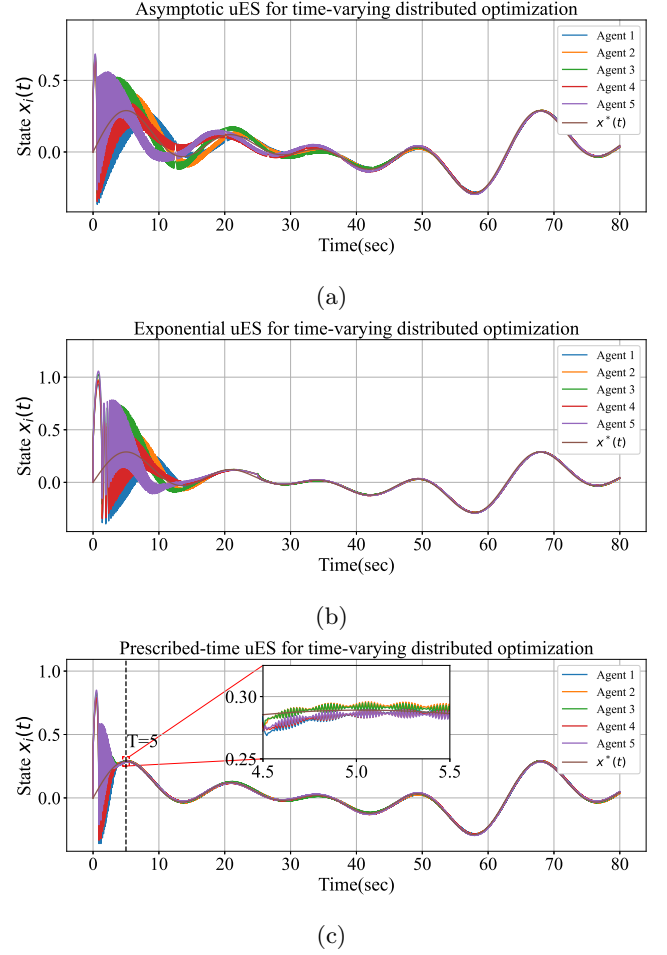 Asymptotic uES for time-varying distributed optimization
State x_i(t)
0.5
0.0
0 10 20 30 40 50 60 70 80
Time(sec)
Agent 1
Agent 2
Agent 3
Agent 4
Agent 5
x*(t)
(a)
Exponential uES for time-varying distributed optimization
State x_i(t)
1.0
0.5
0.0
0 10 20 30 40 50 60 70 80
Time(sec)
Agent 1
Agent 2
Agent 3
Agent 4
Agent 5
x*(t)
(b)
Prescribed-time uES for time-varying distributed optimization
State x_i(t)
1.0
0.5
0.0
T=5
0.30
0.25
4.5 5.0 5.5
0 10 20 30 40 50 60 70 80
Time(sec)
Agent 1
Agent 2
Agent 3
Agent 4
Agent 5
x*(t)
(c)